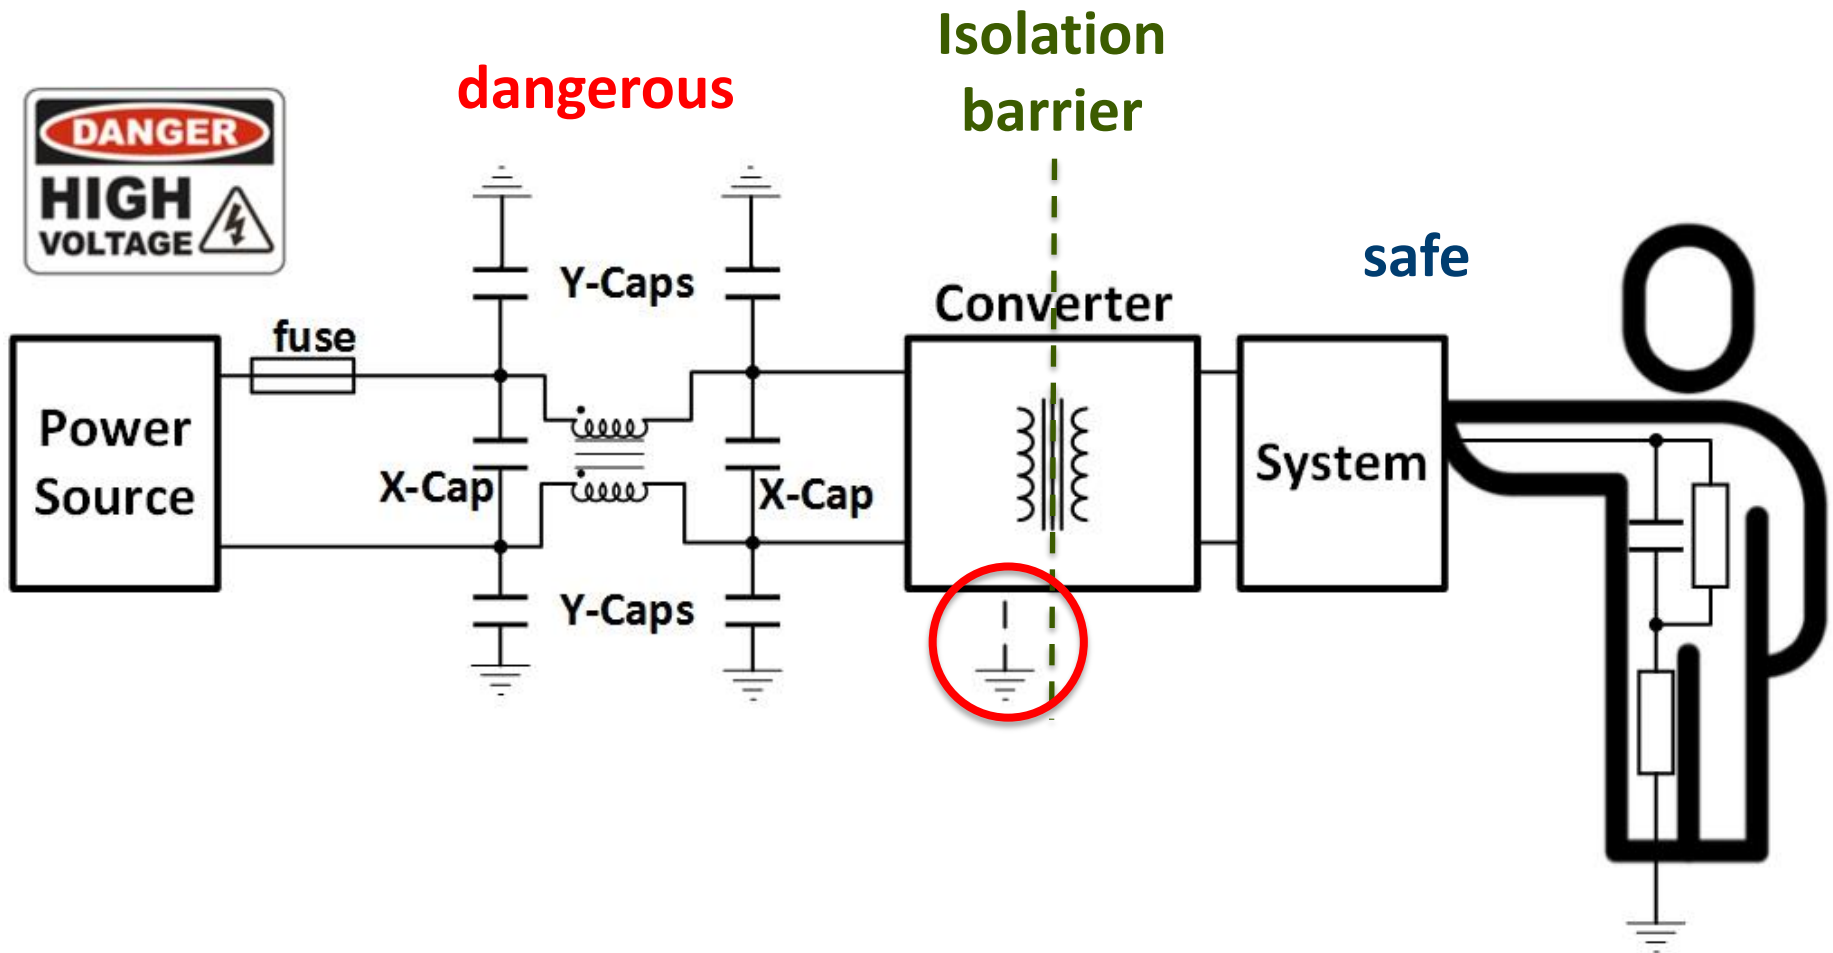 Isolation
barrier
dangerous
DANGER
HIGH
VOLTAGE
safe
Y-Caps
Converter
fuse
Power
Source
X-Cap
X-Cap
System
Y-Caps